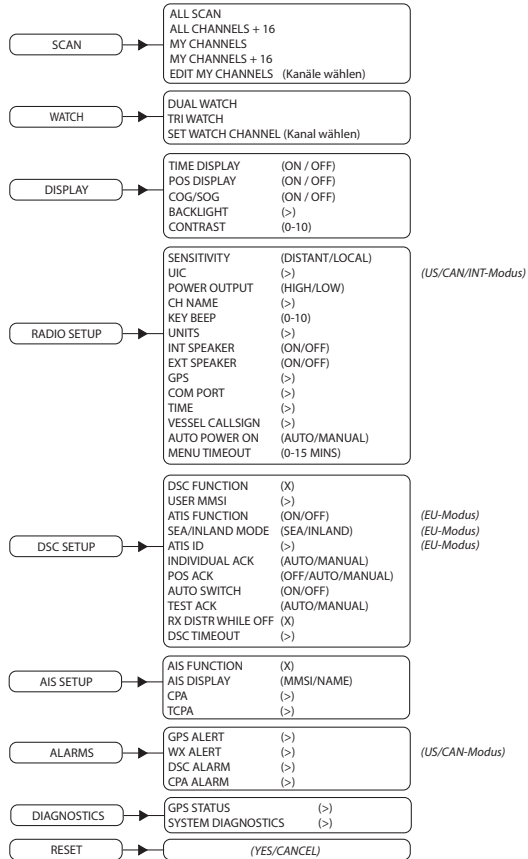 SCAN
ALL SCAN
ALL CHANNELS + 16
MY CHANNELS
MY CHANNELS + 16
EDIT MY CHANNELS (Kanäle wählen)
WATCH
DUAL WATCH
TRI WATCH
SET WATCH CHANNEL (Kanal wählen)
DISPLAY
TIME DISPLAY (ON / OFF)
POS DISPLAY (ON / OFF)
COG/SOG (ON / OFF)
BACKLIGHT (>)
CONTRAST (0-10)
RADIO SETUP
SENSITIVITY (DISTANT/LOCAL)
UIC (>) (US/CAN/INT-Modus)
POWER OUTPUT (HIGH/LOW)
CH NAME (>)
KEY BEEP (0-10)
UNITS (>)
INT SPEAKER (ON/OFF)
EXT SPEAKER (ON/OFF)
GPS (>)
COM PORT (>)
TIME (>)
VESSEL CALLSIGN (>)
AUTO POWER ON (AUTO/MANUAL)
MENU TIMEOUT (0-15 MINS)
DSC SETUP
DSC FUNCTION (X)
USER MMSI (>)
ATIS FUNCTION (ON/OFF) (EU-Modus)
SEA/INLAND MODE (SEA/INLAND) (EU-Modus)
ATIS ID (>) (EU-Modus)
INDIVIDUAL ACK (AUTO/MANUAL)
POS ACK (OFF/AUTO/MANUAL)
AUTO SWITCH (ON/OFF)
TEST ACK (AUTO/MANUAL)
RX DISTR WHILE OFF (X)
DSC TIMEOUT (>)
AIS SETUP
AIS FUNCTION (X)
AIS DISPLAY (MMSI/NAME)
CPA (>)
TCPA (>)
ALARMS
GPS ALERT (>)
WX ALERT (>) (US/CAN-Modus)
DSC ALARM (>)
CPA ALARM (>)
DIAGNOSTICS
GPS STATUS (>)
SYSTEM DIAGNOSTICS (>)
RESET
(YES/CANCEL)